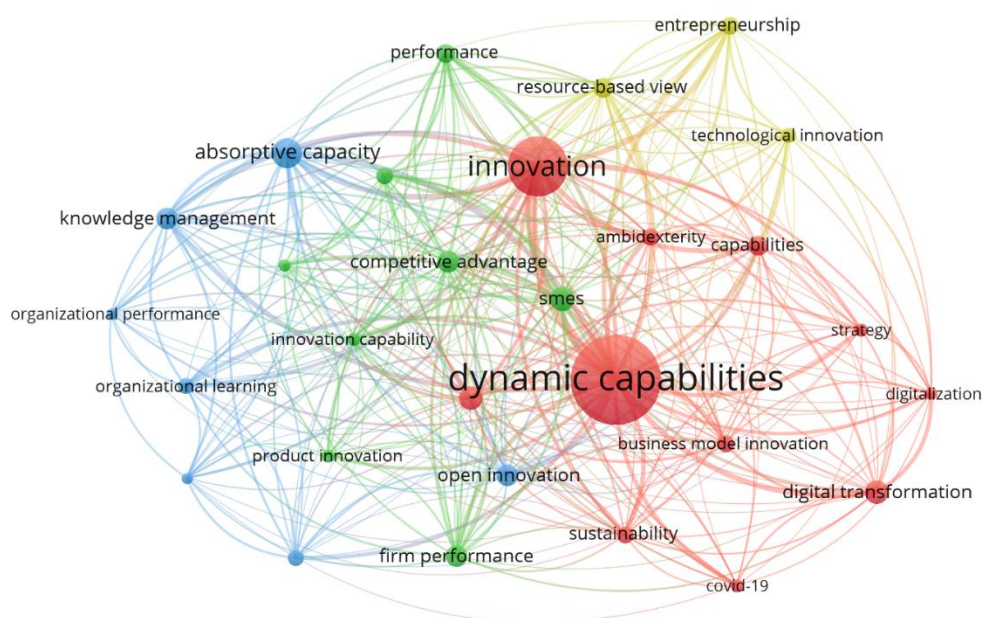 entrepreneurship
performance
resource-based view
technological innovation
absorptive capacity
innovation
knowledge management
ambidexterity
capabilities
competitive advantage
smes
organizational performance
strategy
innovation capability
dynamic capabilities
organizational learning
digitalization
business model innovation
product innovation
open innovation
digital transformation
sustainability
firm performance
covid-19